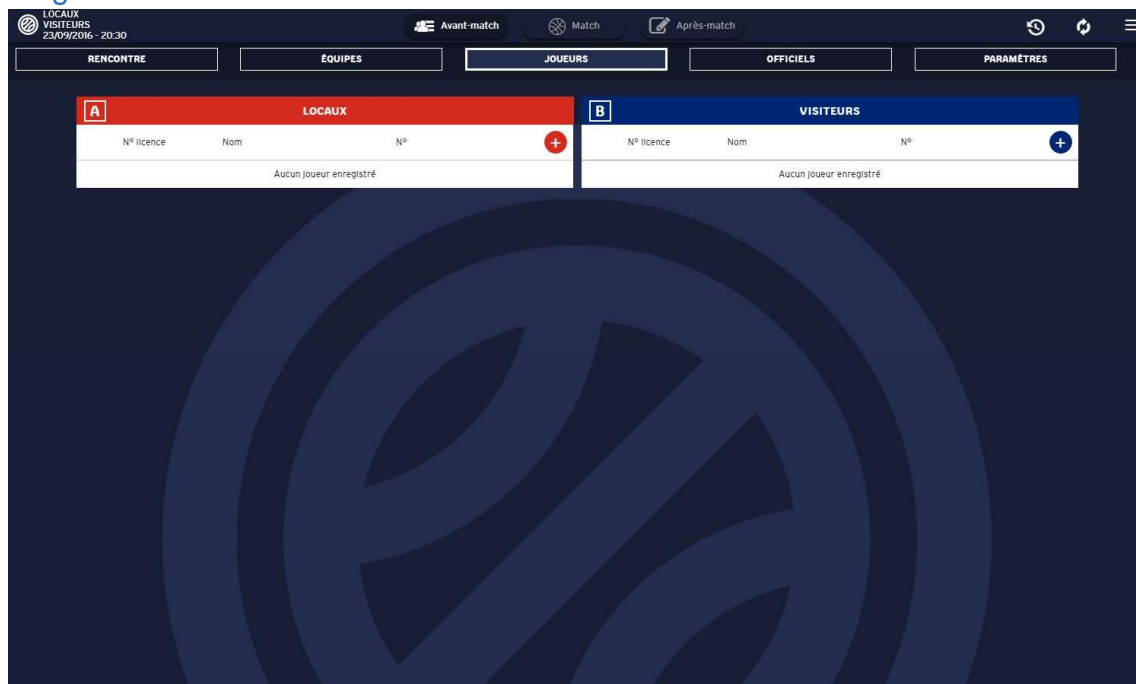 LOCAUX
VISITEURS
23/09/2016 - 20:30
Avant-match
Match
Après-match
RENCONTRE
ÉQUIPES
JOUEURS
OFFICIELS
PARAMÈTRES
A LOCAUX
N° licence Nom N° +
Aucun joueur enregistré
B VISITEURS
N° licence Nom N° +
Aucun joueur enregistré